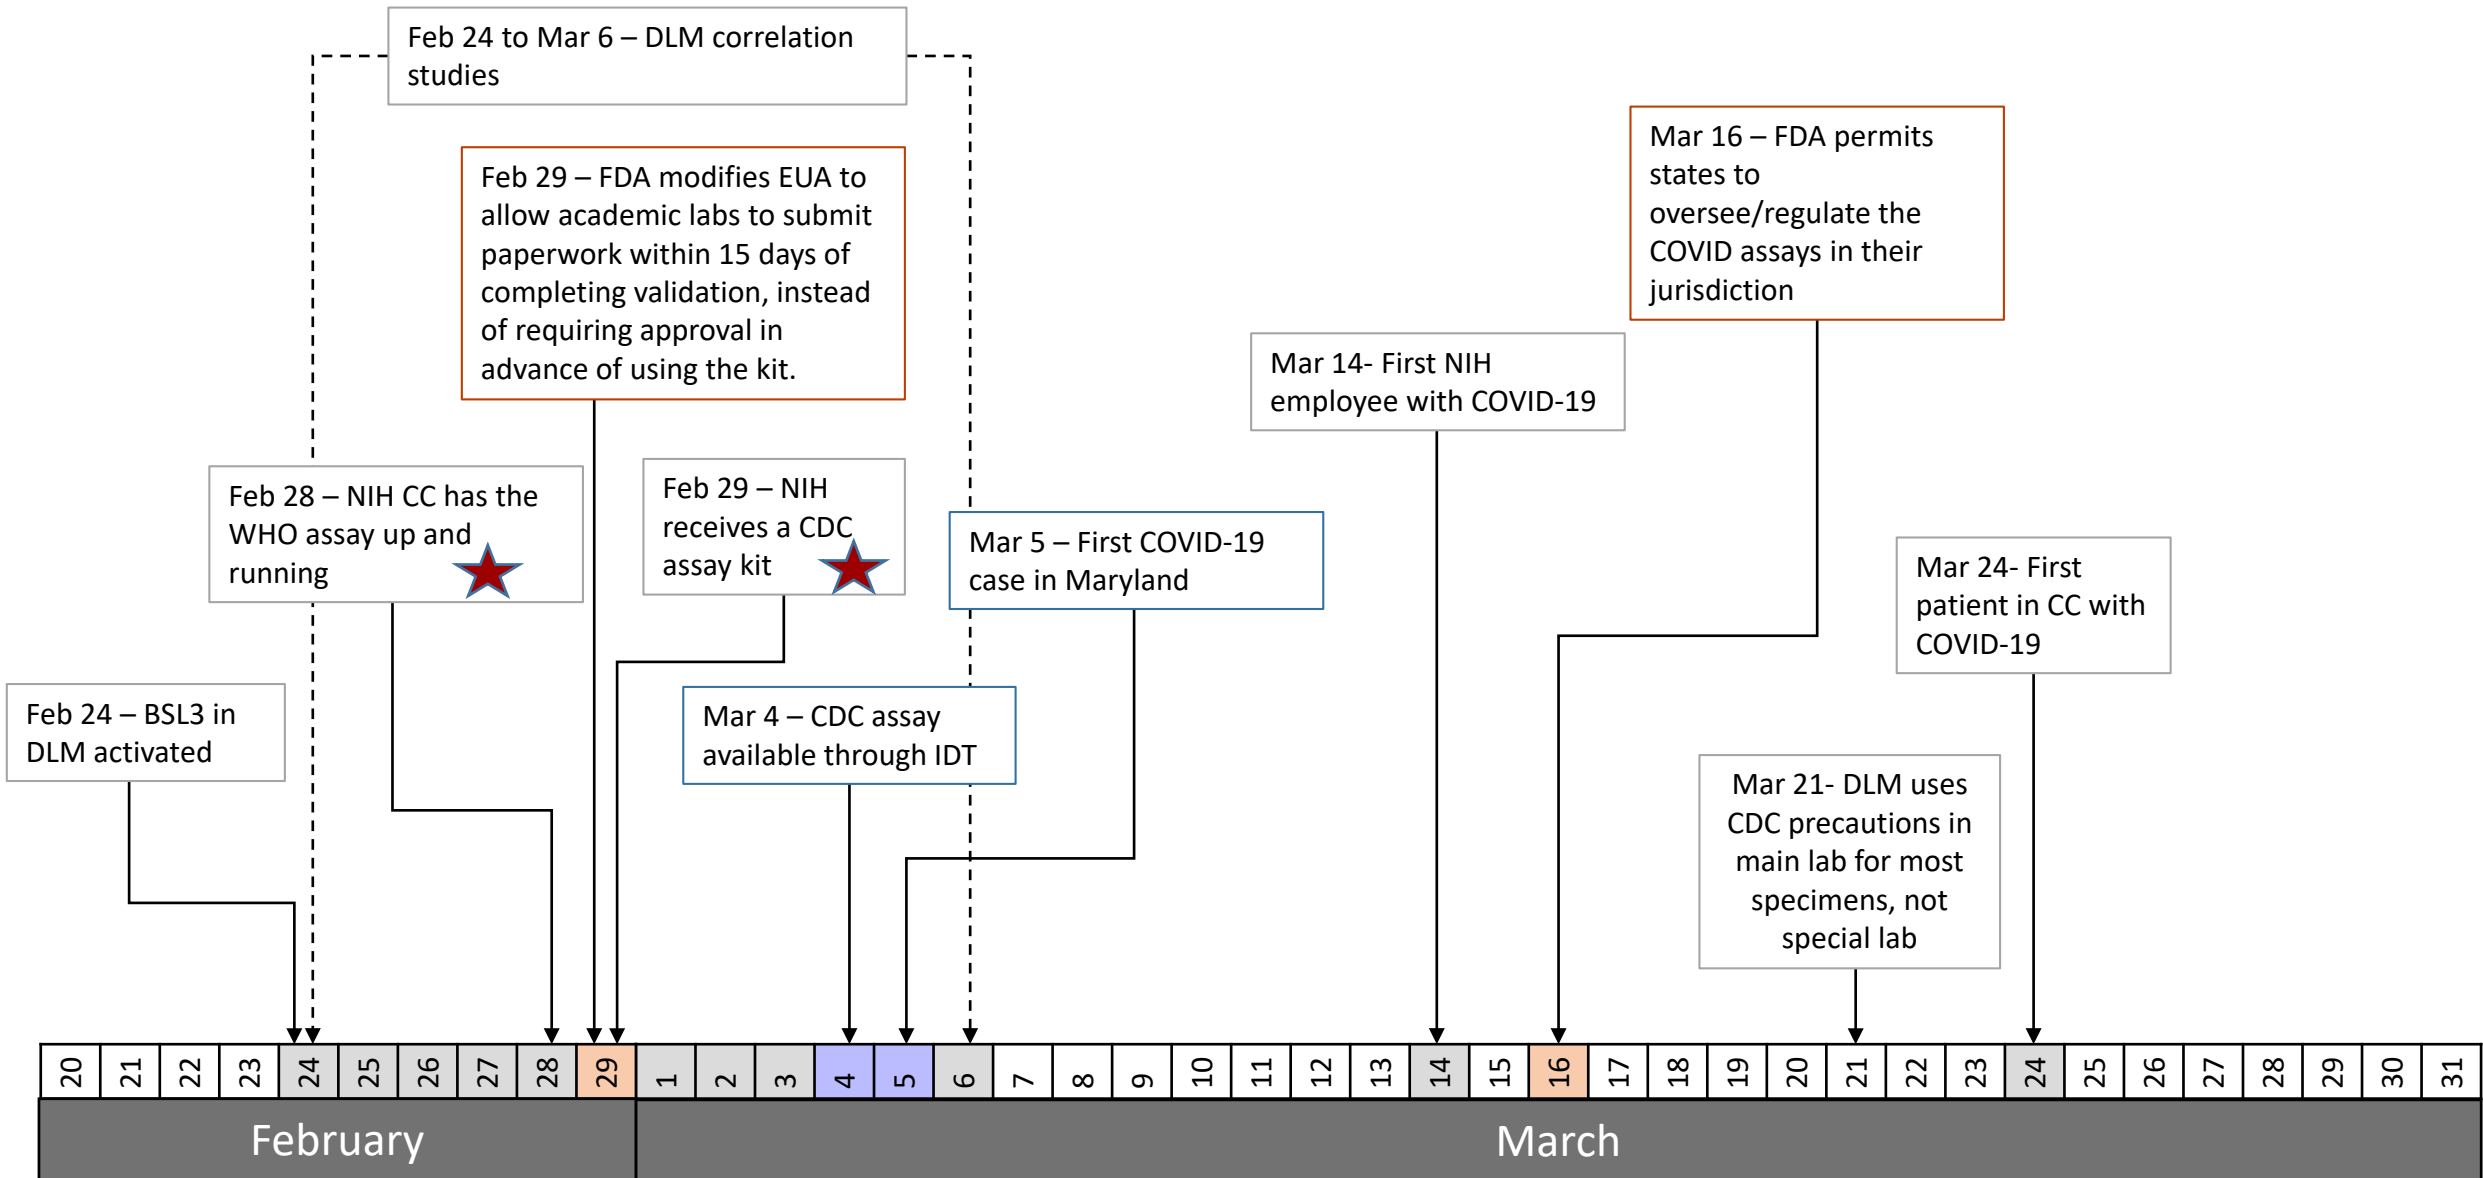 Feb 24 to Mar 6 – DLM correlation
studies
Feb 29 – FDA modifies EUA to
allow academic labs to submit
paperwork within 15 days of
completing validation, instead
of requiring approval in
advance of using the kit.
Mar 16 – FDA permits
states to
oversee/regulate the
COVID assays in their
jurisdiction
Mar 14- First NIH
employee with COVID-19
Feb 28 – NIH CC has the
WHO assay up and
running
Feb 29 – NIH
receives a CDC
assay kit
Mar 5 – First COVID-19
case in Maryland
Mar 24- First
patient in CC with
COVID-19
Feb 24 – BSL3 in
DLM activated
Mar 4 – CDC assay
available through IDT
Mar 21- DLM uses
CDC precautions in
main lab for most
specimens, not
special lab
20 21 22 23 24 25 26 27 28 29 1 2 3 4 5 6 7 8 9 10 11 12 13 14 15 16 17 18 19 20 21 22 23 24 25 26 27 28 29 30 31
February March